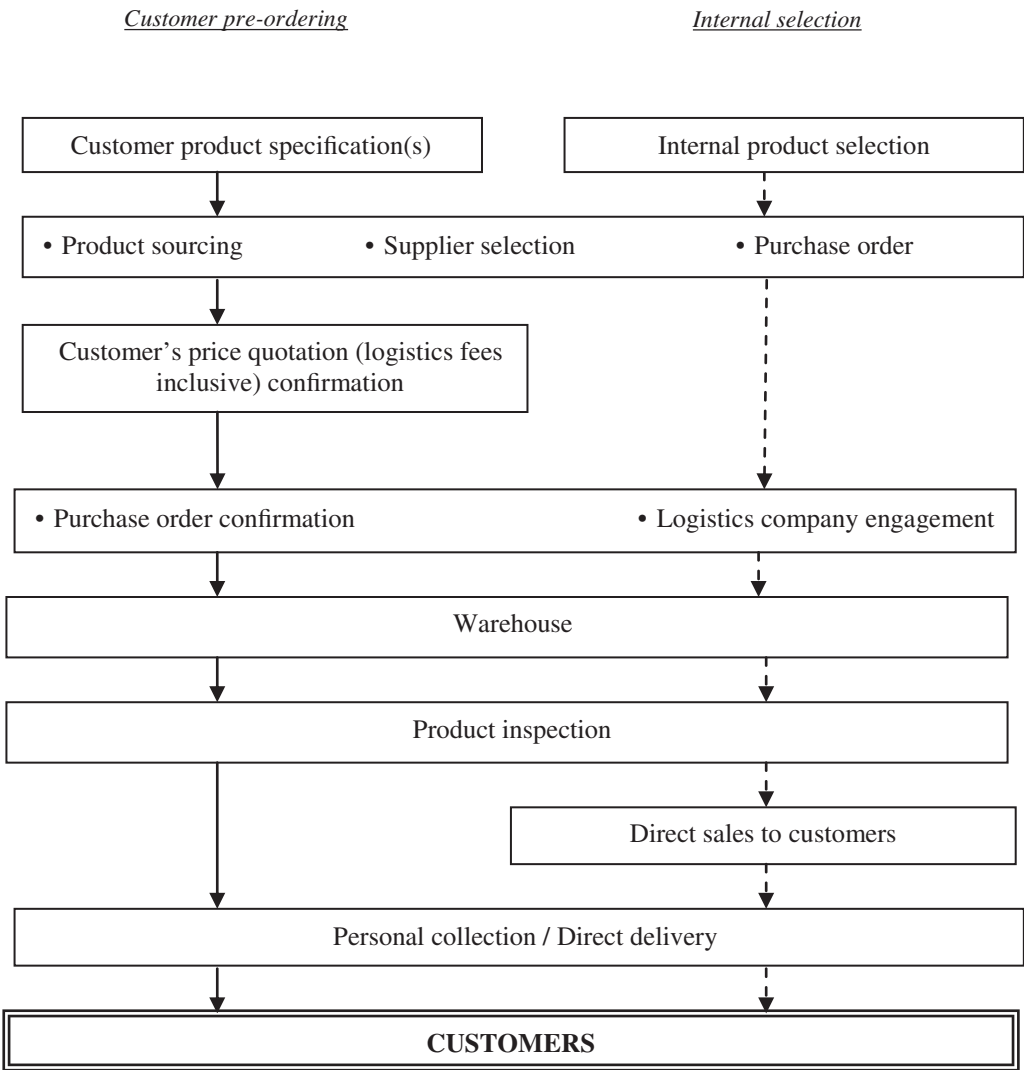 Customer pre-ordering
Internal selection
Customer product specification(s)
Internal product selection
• Product sourcing • Supplier selection • Purchase order
Customer’s price quotation (logistics fees
inclusive) confirmation
• Purchase order confirmation • Logistics company engagement
Warehouse
Product inspection
Direct sales to customers
Personal collection / Direct delivery
CUSTOMERS